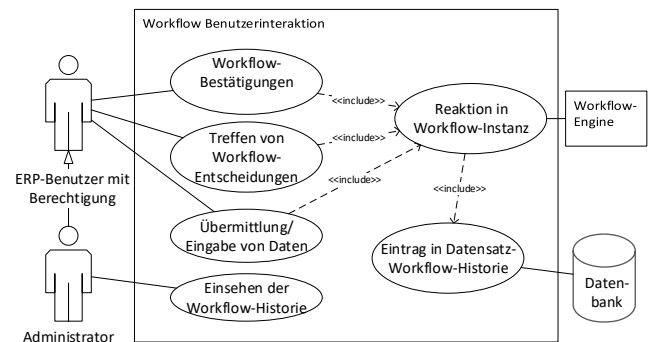 Workflow Benutzerinteraktion
Workflow-
Bestätigungen
<<include>>
Reaktion in
Workflow-Instanz
Workflow-
Engine
Treffen von
Workflow-
Entscheidungen
<<include>>
ERP-Benutzer mit
Berechtigung
<<include>>
<<include>>
Übermittlung/
Eingabe von Daten
Eintrag in Datensatz-
Workflow-Historie
Daten-
bank
Einsehen der
Workflow-Historie
Administrator